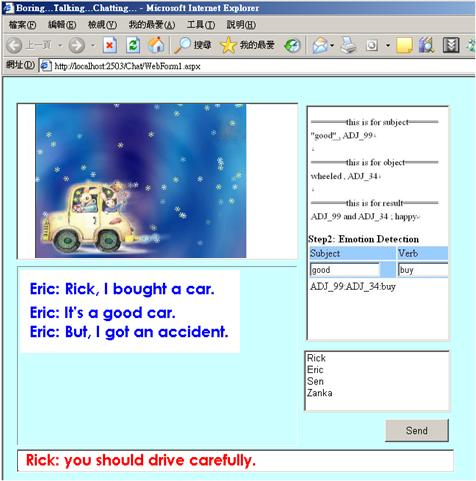 Boring...Talking...Chatting... - Microsoft Internet Explorer
檔案(F) 編輯(E) 檢視(V) 我的最愛(A) 工具(T) 說明(H)
上一頁 搜尋 我的最愛
網址(D) http://localhost:2503/Chat/WebForm1.aspx
this is for subject
"good" , ADJ_99
this is for object
wheeled , ADJ_34
this is for result
ADJ_99 and ADJ_34 ; happy
Step2: Emotion Detection
Subject Verb
good buy
ADJ_99:ADJ_34:buy
Eric: Rick, I bought a car.
Eric: It's a good car.
Eric: But, I got an accident.
Rick
Eric
Sen
Zanka
Send
Rick: you should drive carefully.